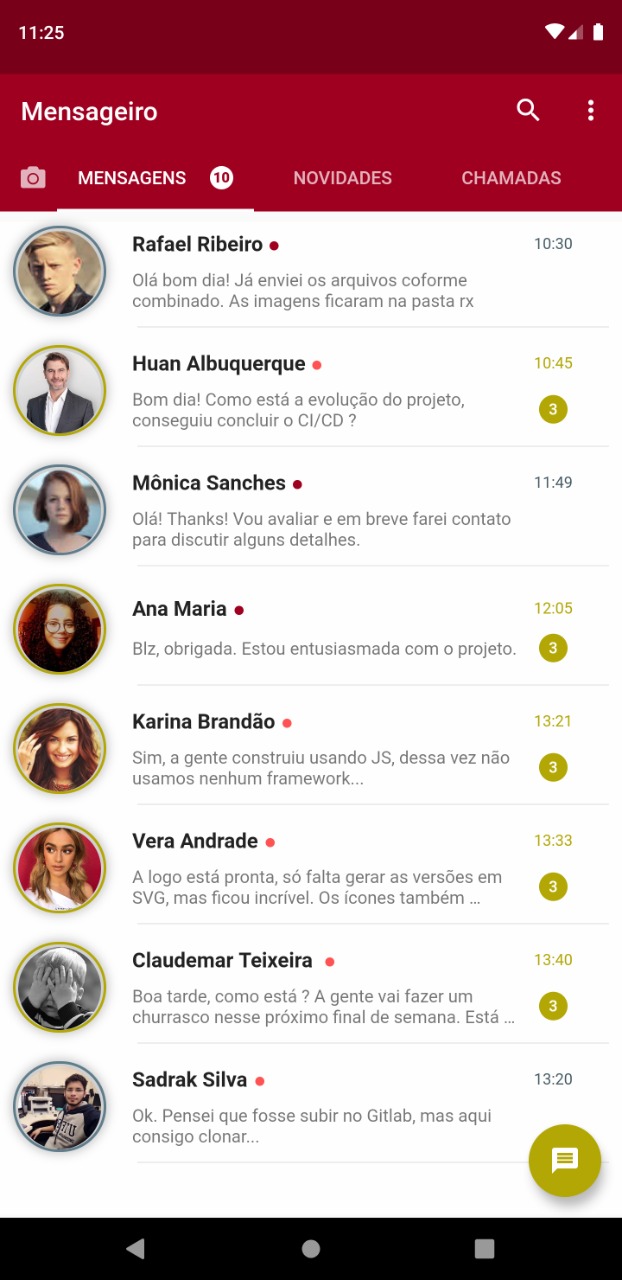 11:25
Mensageiro
MENSAGENS 10 NOVIDADES CHAMADAS
Rafael Ribeiro 10:30
Olá bom dia! Já enviei os arquivos coforme
combinado. As imagens ficaram na pasta rx
Huan Albuquerque 10:45
Bom dia! Como está a evolução do projeto,
conseguiu concluir o CI/CD ?
3
Mônica Sanches 11:49
Olá! Thanks! Vou avaliar e em breve farei contato
para discutir alguns detalhes.
Ana Maria 12:05
Blz, obrigada. Estou entusiasmada com o projeto. 3
Karina Brandão 13:21
Sim, a gente construiu usando JS, dessa vez não
usamos nenhum framework...
3
Vera Andrade 13:33
A logo está pronta, só falta gerar as versões em
SVG, mas ficou incrível. Os ícones também ...
3
Claudemar Teixeira 13:40
Boa tarde, como está ? A gente vai fazer um
churrasco nesse próximo final de semana. Está ...
3
Sadrak Silva 13:20
Ok. Pensei que fosse subir no Gitlab, mas aqui
consigo clonar...